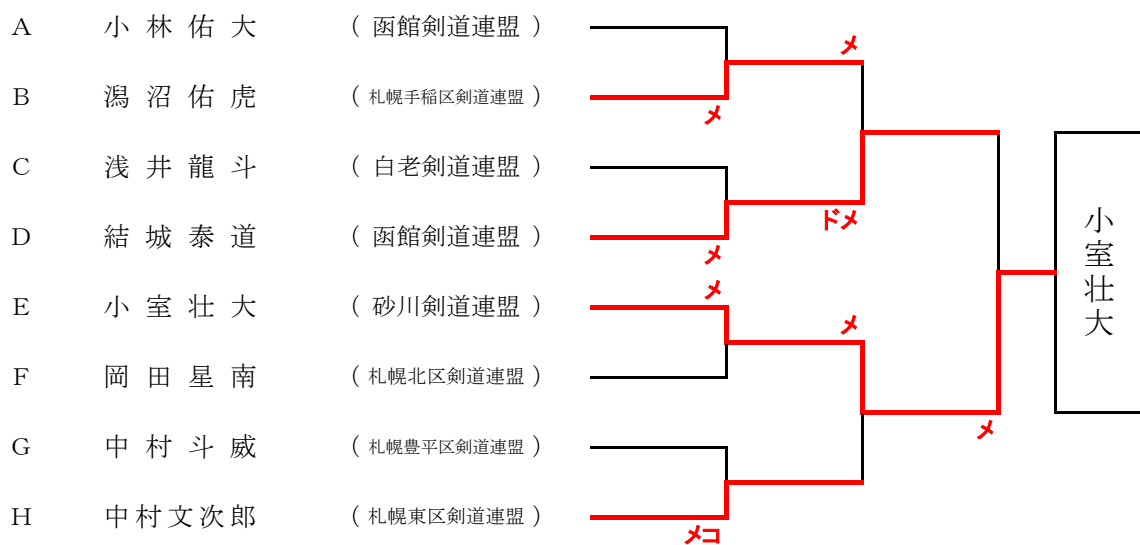 A 小林佑大 (函館剣道連盟)
メ
B 潟沼佑虎 (札幌手稲区剣道連盟)
メ
C 浅井龍斗 (白老剣道連盟)
ドメ
D 結城泰道 (函館剣道連盟)
メ
メ
E 小室壮大 (砂川剣道連盟)
メ
小室壮大
F 岡田星南 (札幌北区剣道連盟)
メ
G 中村斗威 (札幌豊平区剣道連盟)
H 中村文次郎 (札幌東区剣道連盟)
メコ